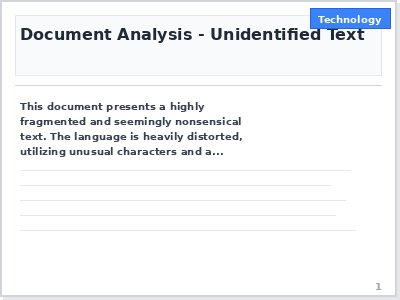 Technology
Document Analysis - Unidentified Text
This document presents a highly
fragmented and seemingly nonsensical
text. The language is heavily distorted,
utilizing unusual characters and a...
1